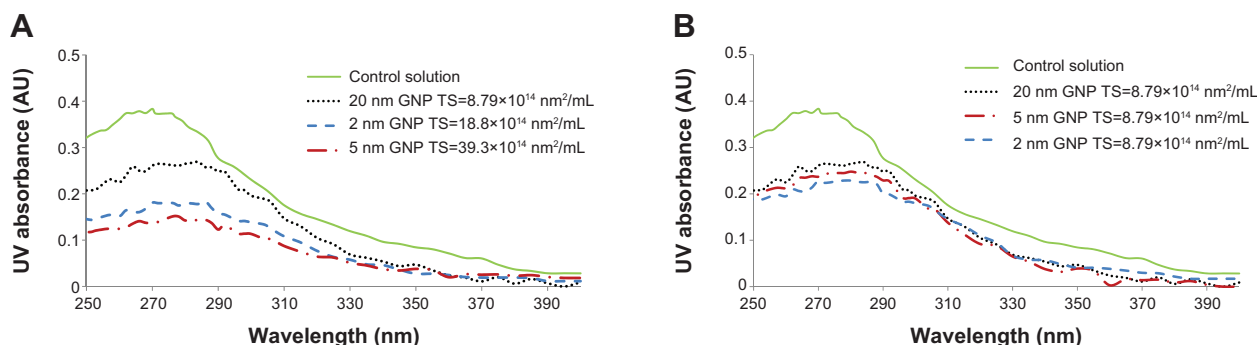 A
UV absorbance (AU)
0.5
0.4
0.3
0.2
0.1
0
Control solution
20 nm GNP TS=8.79×10¹⁴ nm²/mL
2 nm GNP TS=18.8×10¹⁴ nm²/mL
5 nm GNP TS=39.3×10¹⁴ nm²/mL
250 270 290 310 330 350 370 390
Wavelength (nm)
B
UV absorbance (AU)
0.5
0.4
0.3
0.2
0.1
0
Control solution
20 nm GNP TS=8.79×10¹⁴ nm²/mL
5 nm GNP TS=8.79×10¹⁴ nm²/mL
2 nm GNP TS=8.79×10¹⁴ nm²/mL
250 270 290 310 330 350 370 390
Wavelength (nm)